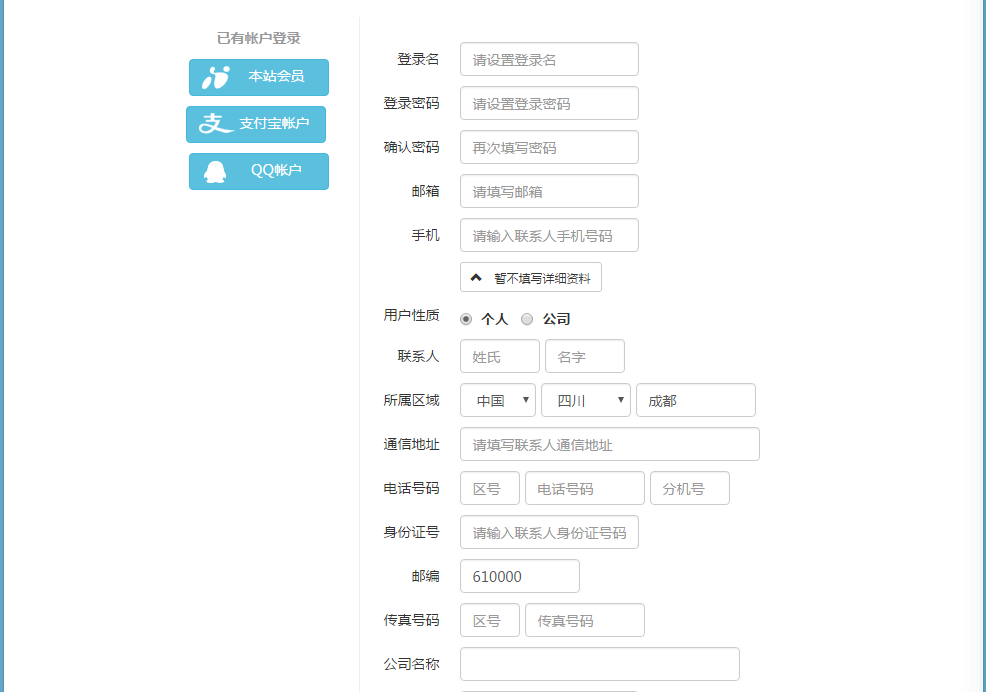 已有帐户登录
本站会员
支付宝帐户
QQ帐户
登录名 请设置登录名
登录密码 请设置登录密码
确认密码 再次填写密码
邮箱 请填写邮箱
手机 请输入联系人手机号码
暂不填写详细资料
用户性质 个人 公司
联系人 姓氏 名字
所属区域 中国 四川 成都
通信地址 请填写联系人通信地址
电话号码 区号 电话号码 分机号
身份证号 请输入联系人身份证号码
邮编 610000
传真号码 区号 传真号码
公司名称